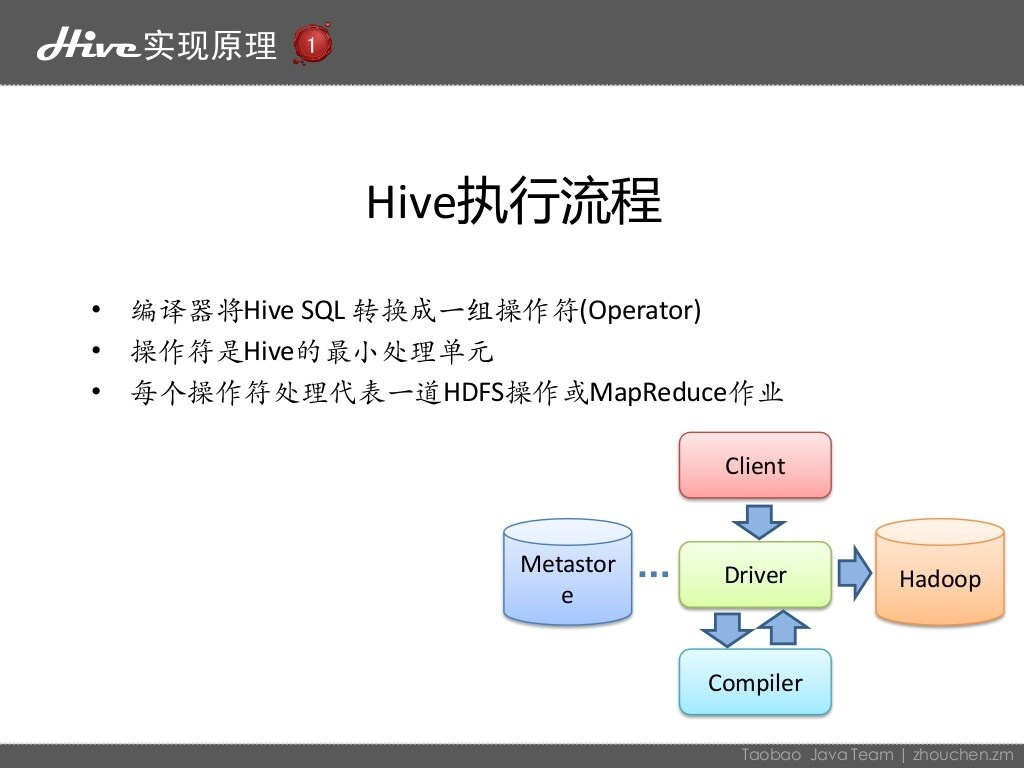 Hive实现原理 1
Hive执行流程
• 编译器将Hive SQL 转换成一组操作符(Operator)
• 操作符是Hive的最小处理单元
• 每个操作符处理代表一道HDFS操作或MapReduce作业
Client
Metastor
e
...
Driver
Hadoop
Compiler
Taobao Java Team | zhouchen.zm